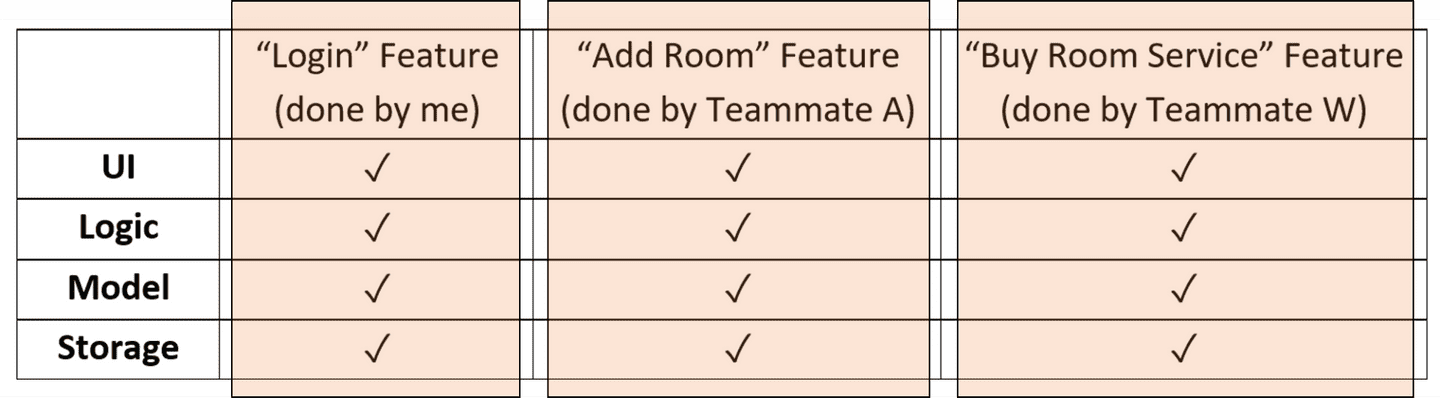 “Login” Feature “Add Room” Feature “Buy Room Service” Feature
(done by me) (done by Teammate A) (done by Teammate W)
UI ✓ ✓ ✓
Logic ✓ ✓ ✓
Model ✓ ✓ ✓
Storage ✓ ✓ ✓